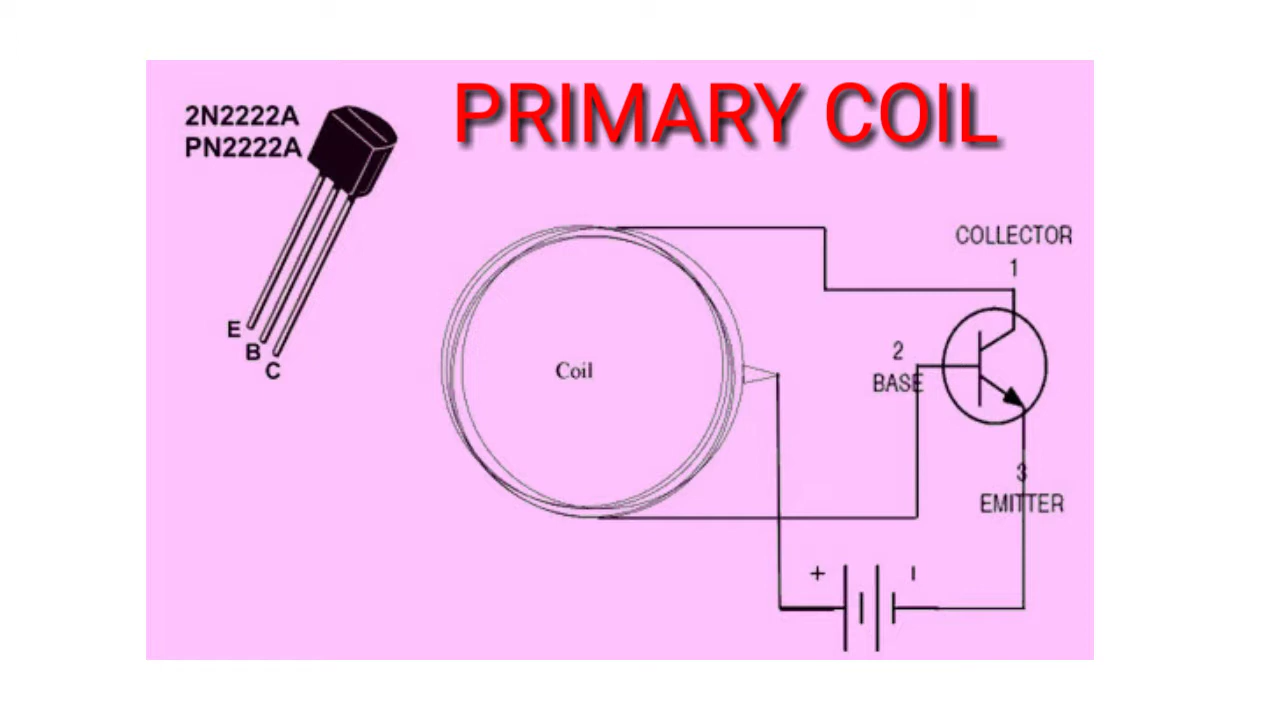 PRIMARY COIL
2N2222A
PN2222A
E
B
C
Coil
COLLECTOR
1
2
BASE
3
EMITTER
+
-